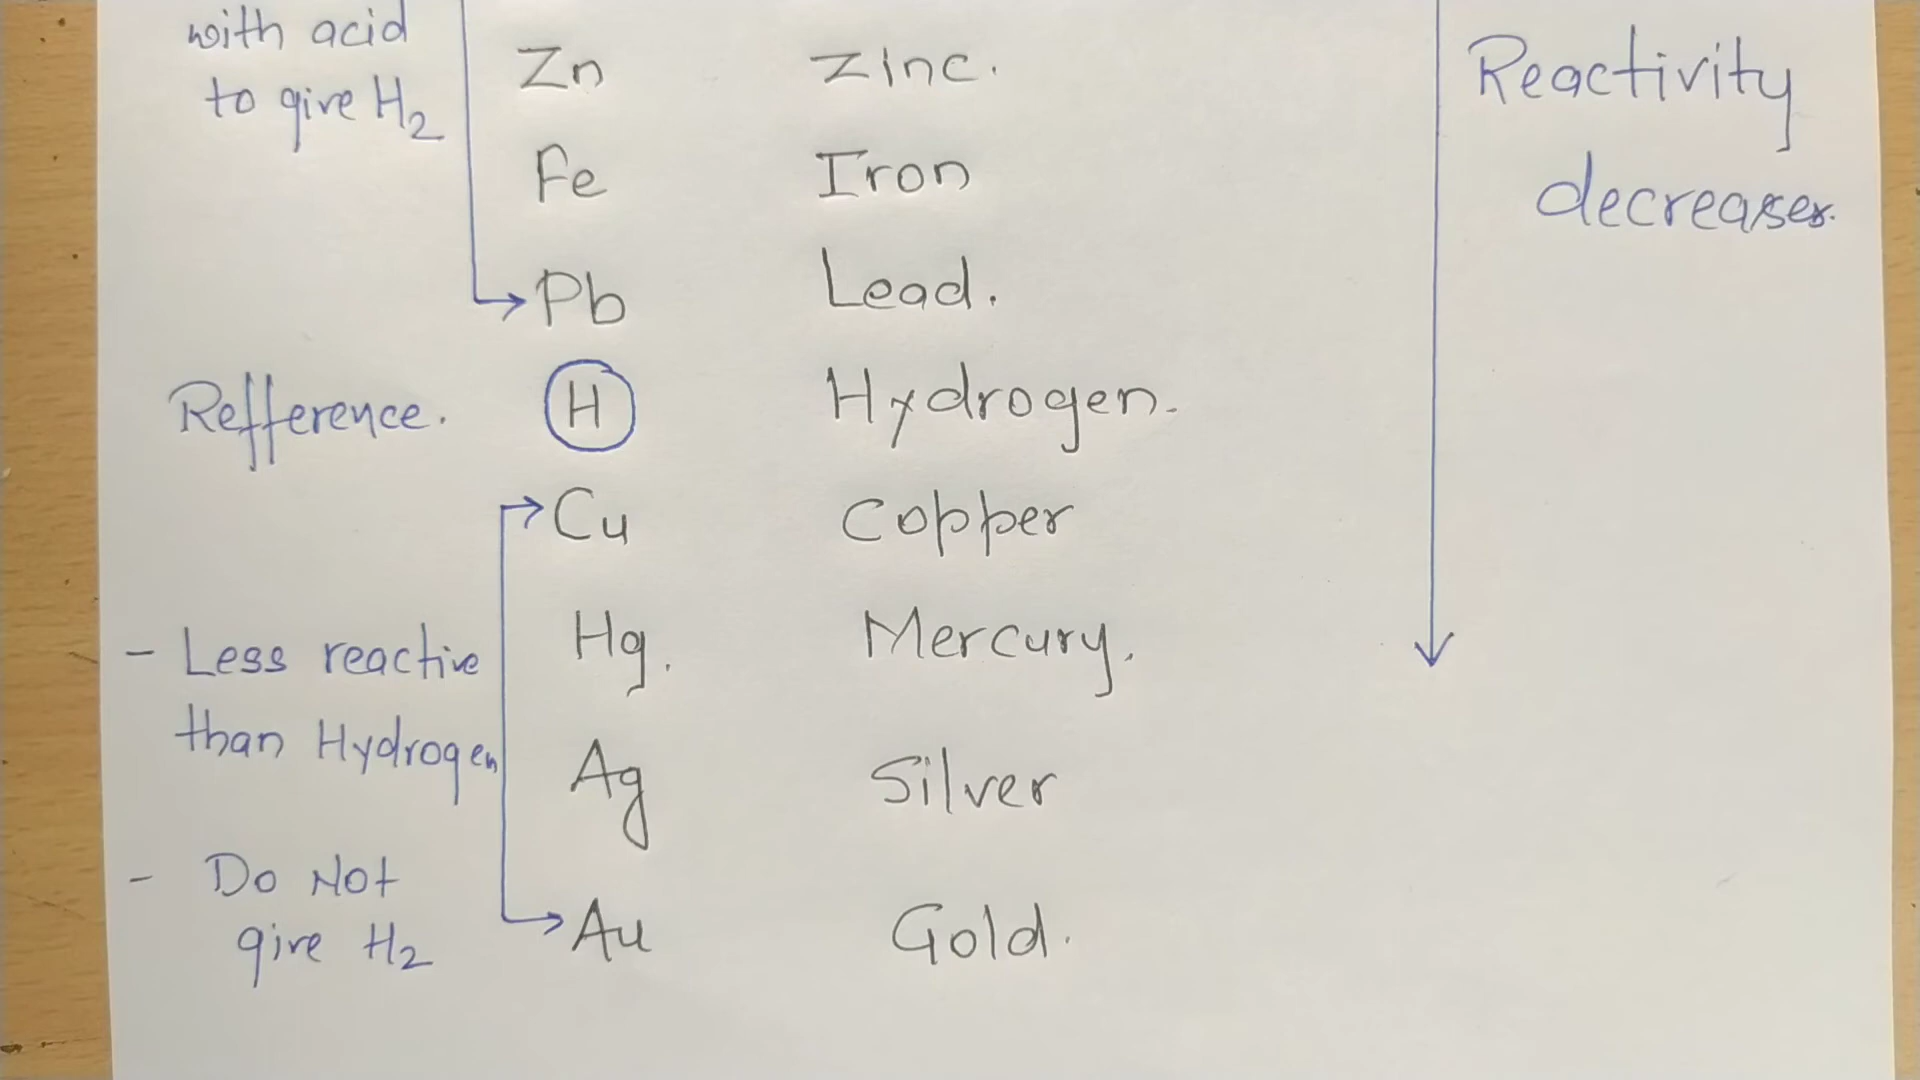 with acid
to give H2
Zn Zinc.
Fe Iron
Pb Lead.
Refference. H Hydrogen.
Cu Copper
Hg. Mercury.
Ag Silver
Au Gold.
- Less reactive
than Hydrogen
- Do Not
give H2
Reactivity
decreases.